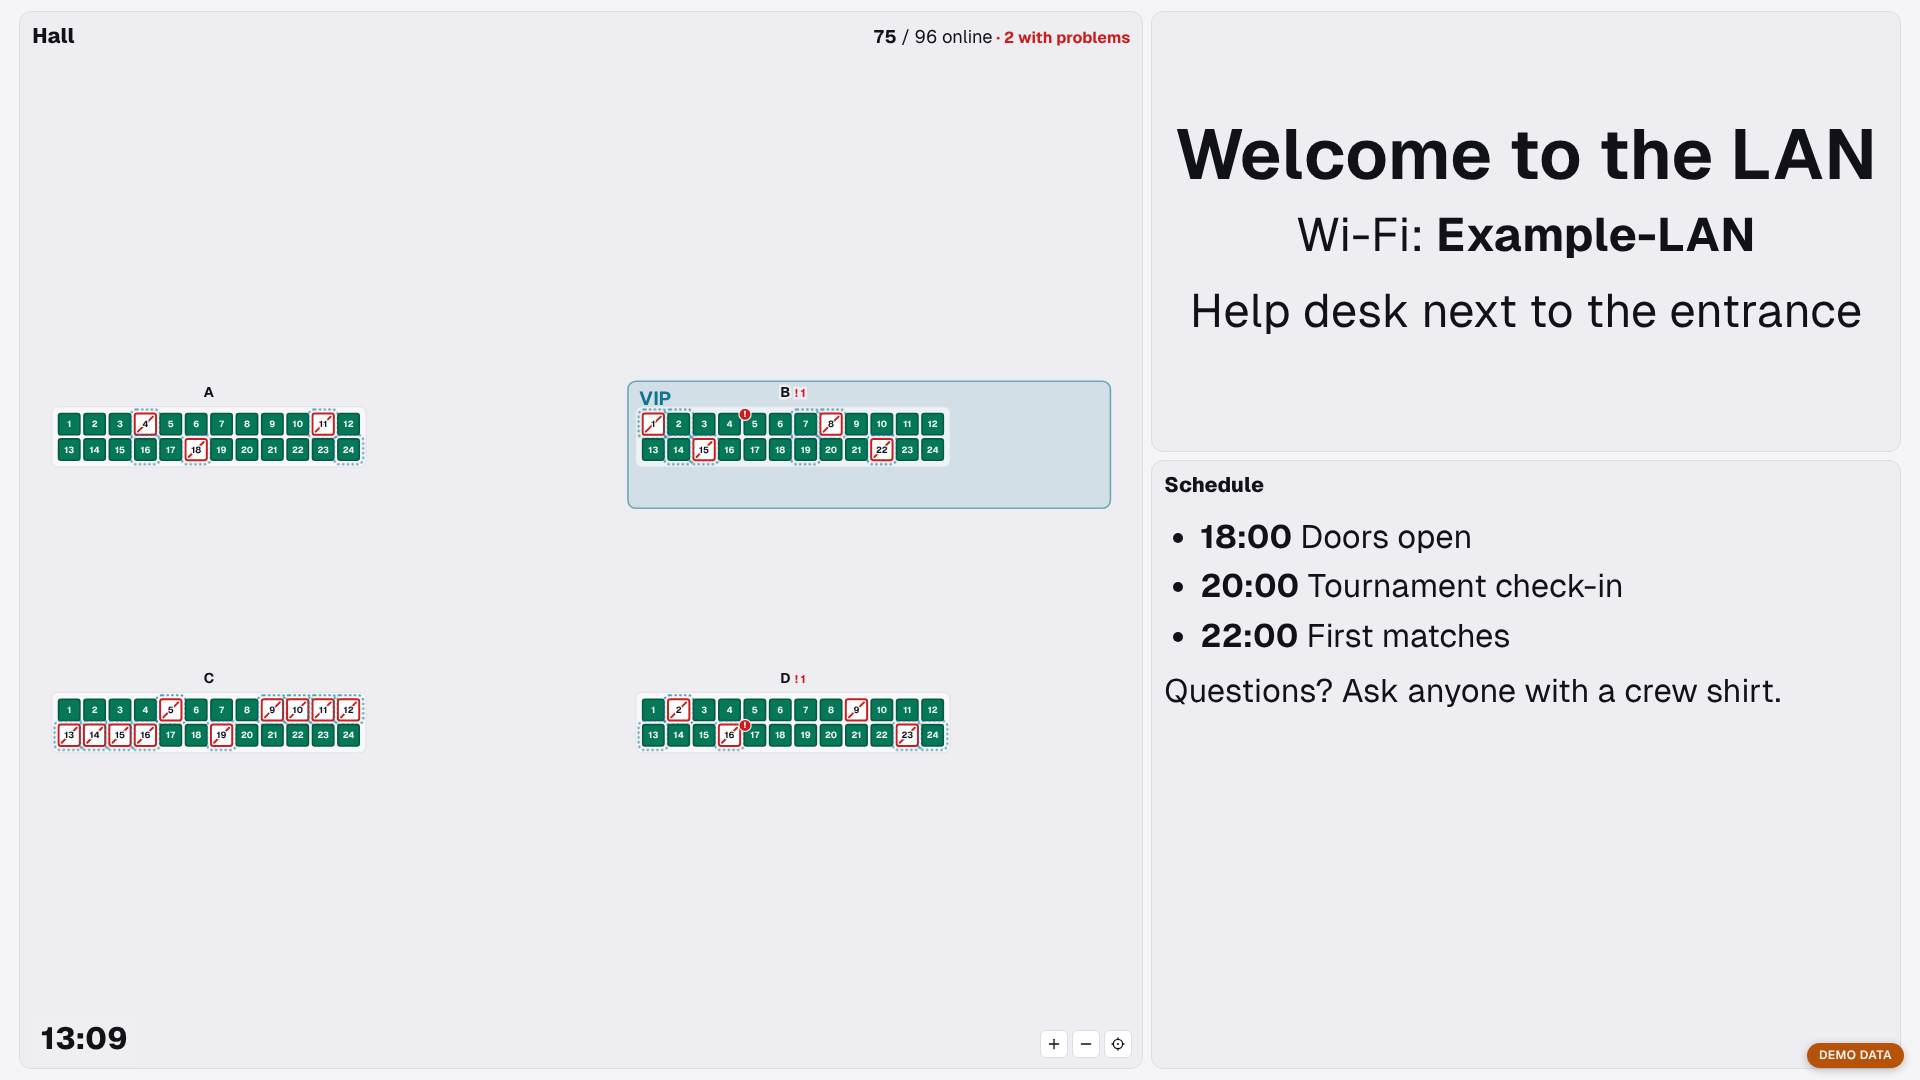 Hall
75 / 96 online · 2 with problems
A
1 2 3 4 5 6 7 8 9 10 11 12
13 14 15 16 17 18 19 20 21 22 23 24
VIP
B !1
!
1 2 3 4 5 6 7 8 9 10 11 12
13 14 15 16 17 18 19 20 21 22 23 24
C
1 2 3 4 5 6 7 8 9 10 11 12
13 14 15 16 17 18 19 20 21 22 23 24
D !1
1 2 3 4 5 6 7 8 9 10 11 12
!
13 14 15 16 17 18 19 20 21 22 23 24
13:09
+ −
Welcome to the LAN
Wi-Fi: Example-LAN
Help desk next to the entrance
Schedule
• 18:00 Doors open
• 20:00 Tournament check-in
• 22:00 First matches
Questions? Ask anyone with a crew shirt.
DEMO DATA